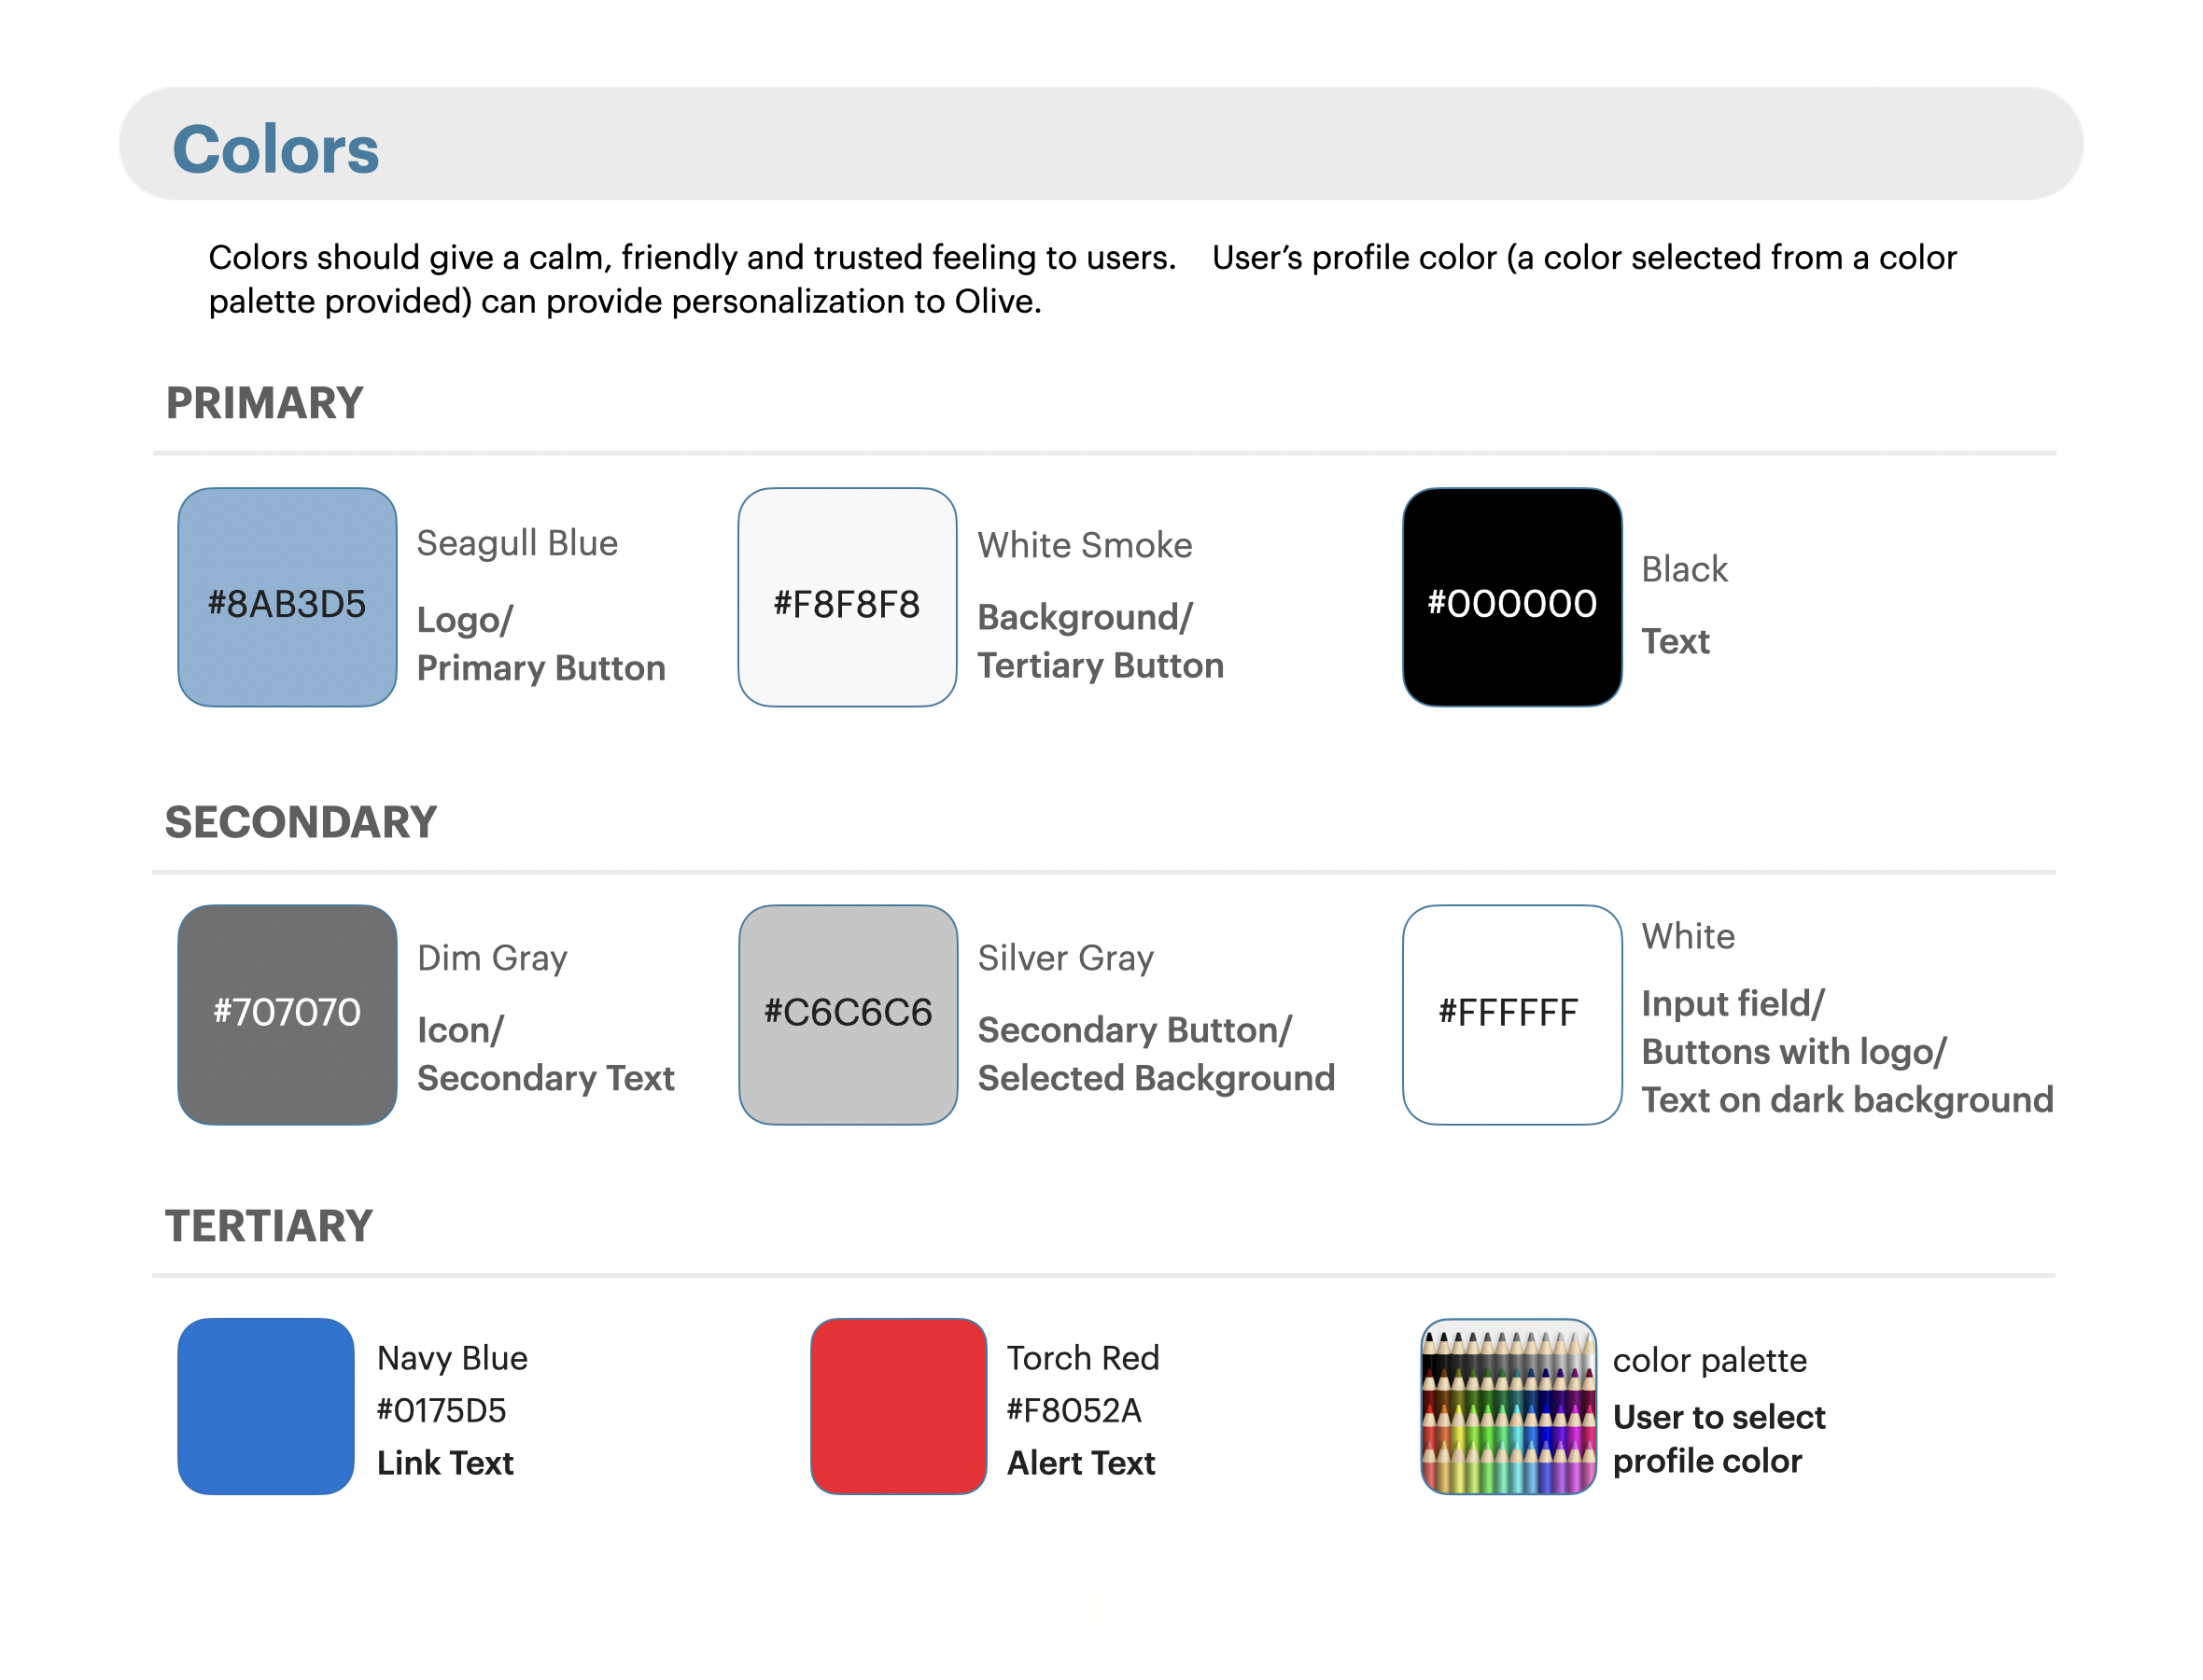 Colors
Colors should give a calm, friendly and trusted feeling to users. User’s profile color (a color selected from a color
palette provided) can provide personalization to Olive.
PRIMARY
#8AB3D5
Seagull Blue
Logo/
Primary Button
#F8F8F8
White Smoke
Background/
Tertiary Button
#000000
Black
Text
SECONDARY
#707070
Dim Gray
Icon/
Secondary Text
#C6C6C6
Silver Gray
Secondary Button/
Selected Background
#FFFFFF
White
Input field/
Buttons with logo/
Text on dark background
TERTIARY
Navy Blue
#0175D5
Link Text
Torch Red
#F8052A
Alert Text
color palette
User to select
profile color